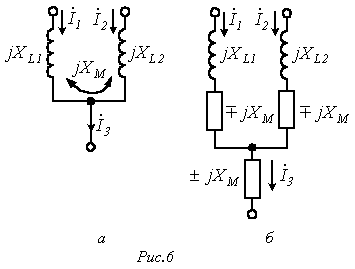 İ1 İ2
jXL1 jXM jXL2
İ3
а
İ1 İ2
jXL1 jXL2
∓ jXM ∓ jXM
± jXM İ3
б
Рис.6